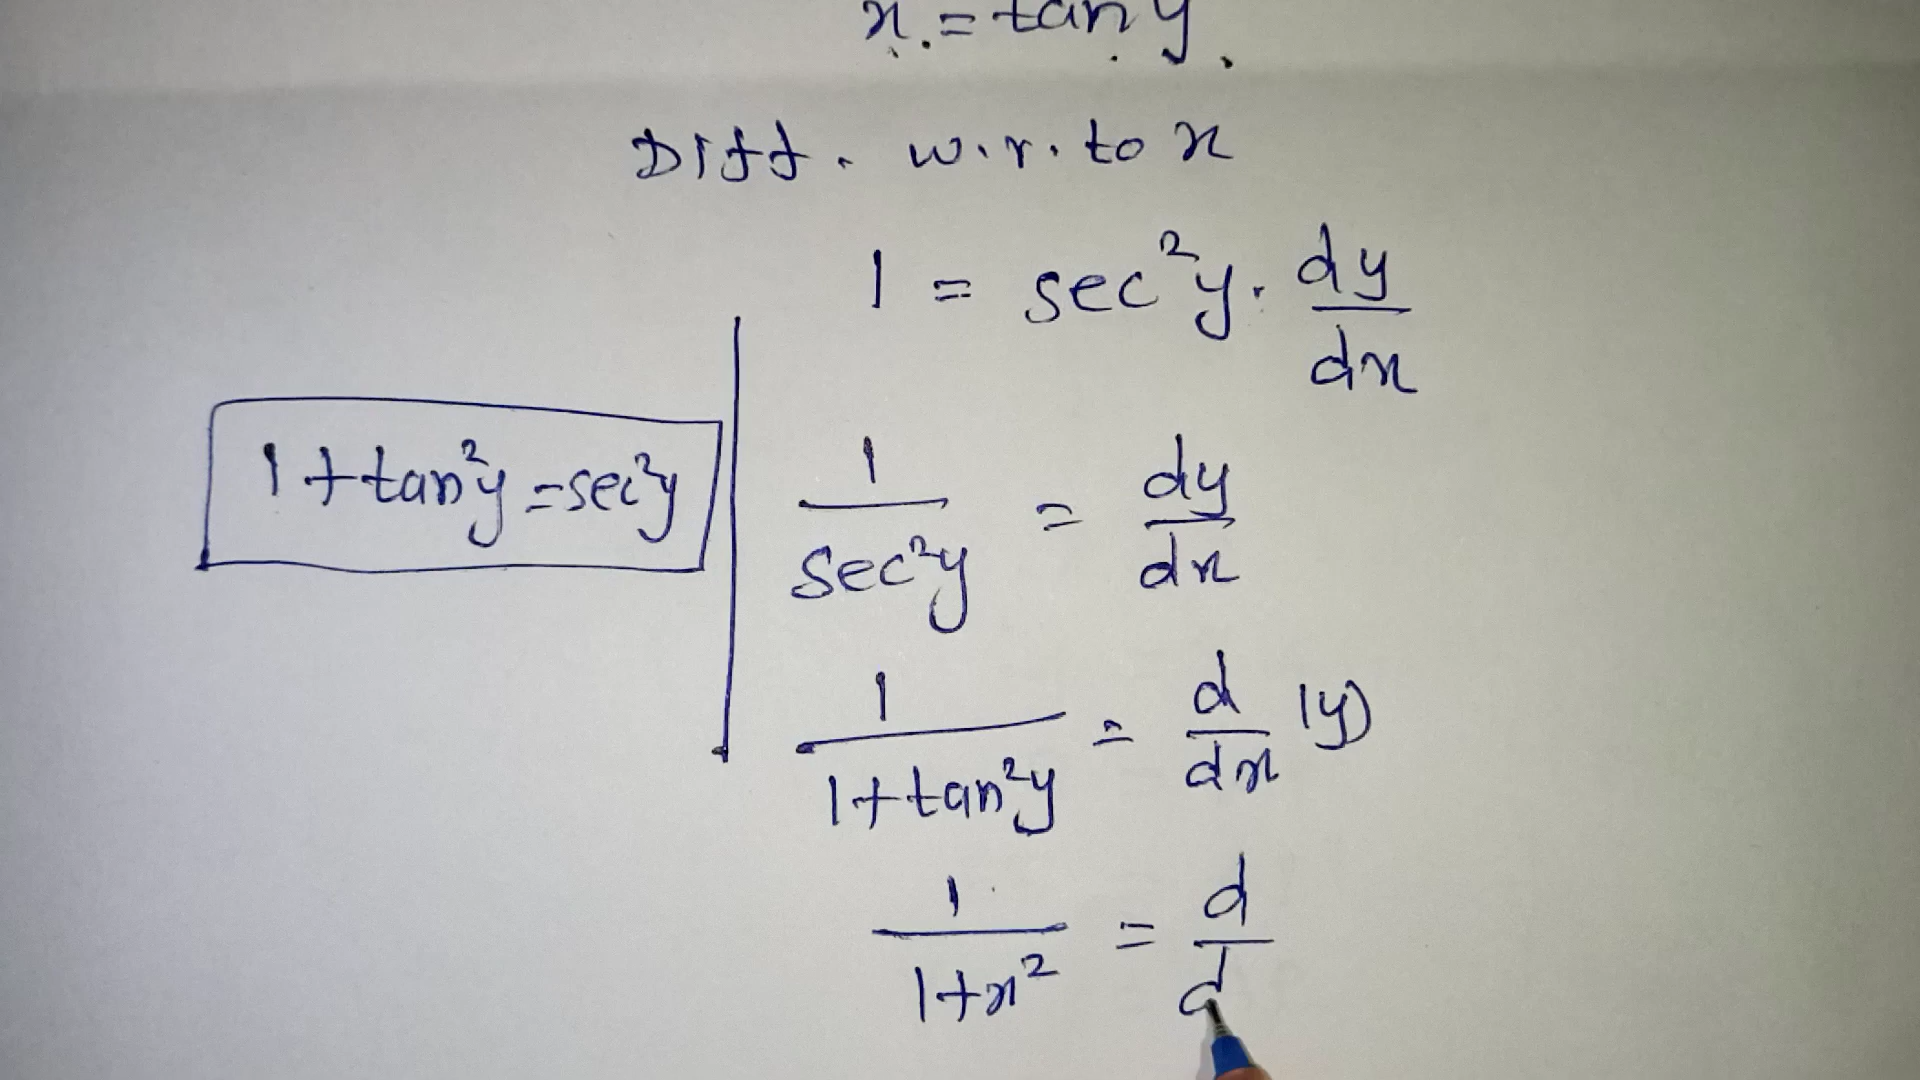 x = tan y
Diff. w.r. to x
1 = sec²y . dy/dx
1 + tan²y = sec²y
1/sec²y = dy/dx
1/1+tan²y = d/dx (y)
1/1+x² = d/d